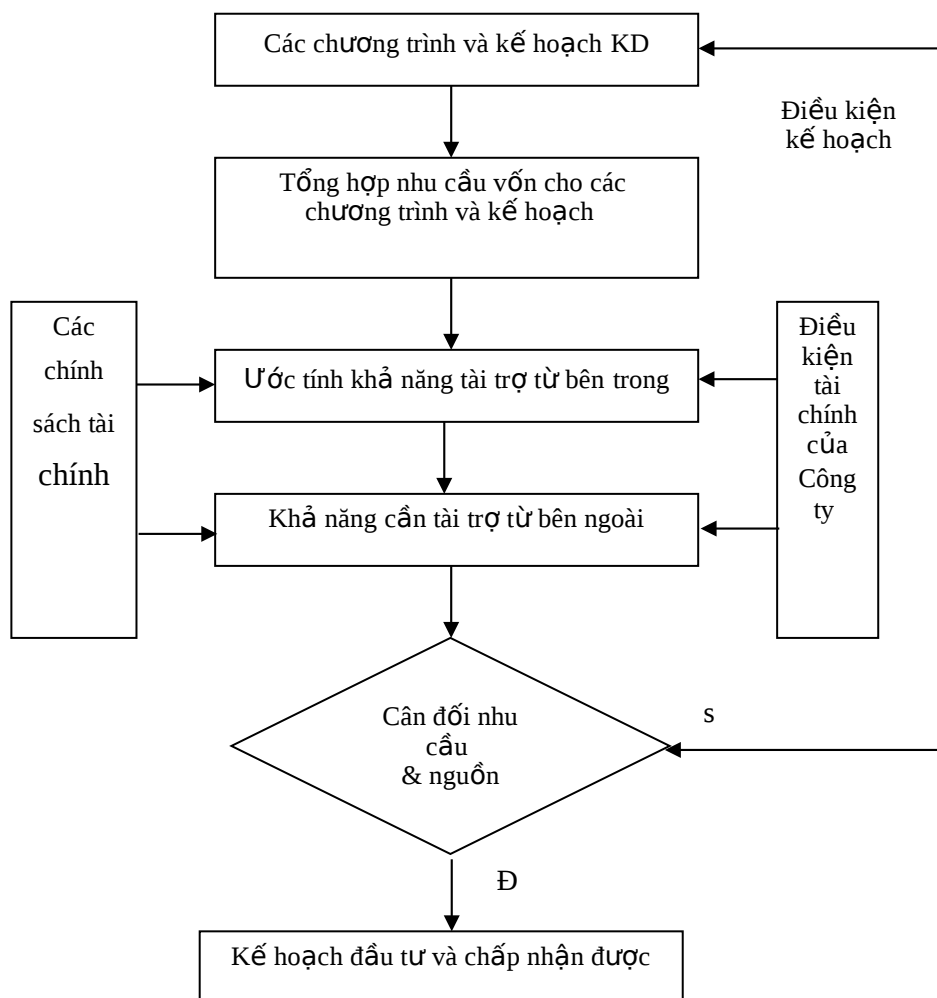 Các chương trình và kế hoạch KD
Điều kiện
kế hoạch
Tổng hợp nhu cầu vốn cho các
chương trình và kế hoạch
Các
chính
sách tài
chính
Ước tính khả năng tài trợ từ bên trong
Khả năng cần tài trợ từ bên ngoài
Điều
kiện
tài
chính
của
Công
ty
Cân đối nhu
cầu
& nguồn
s
Đ
Kế hoạch đầu tư và chấp nhận được